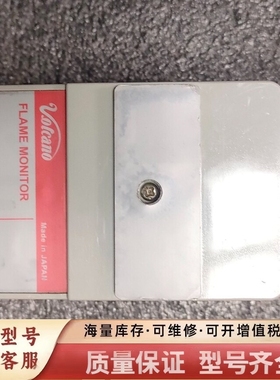 Volcano
FLAME MONITOR
Made in JAPAN
型号
客服
海量库存·可维修·可开增值税
质量保证 型号齐全